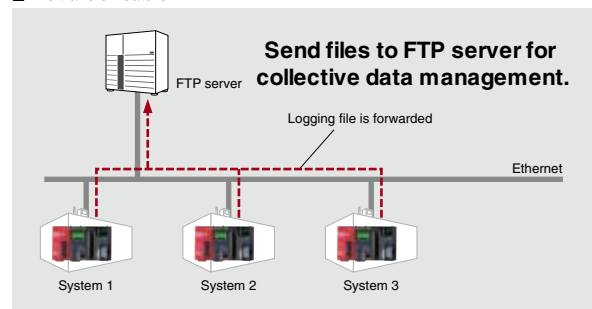 Send files to FTP server for
collective data management.
FTP server
Logging file is forwarded
Ethernet
System 1
System 2
System 3